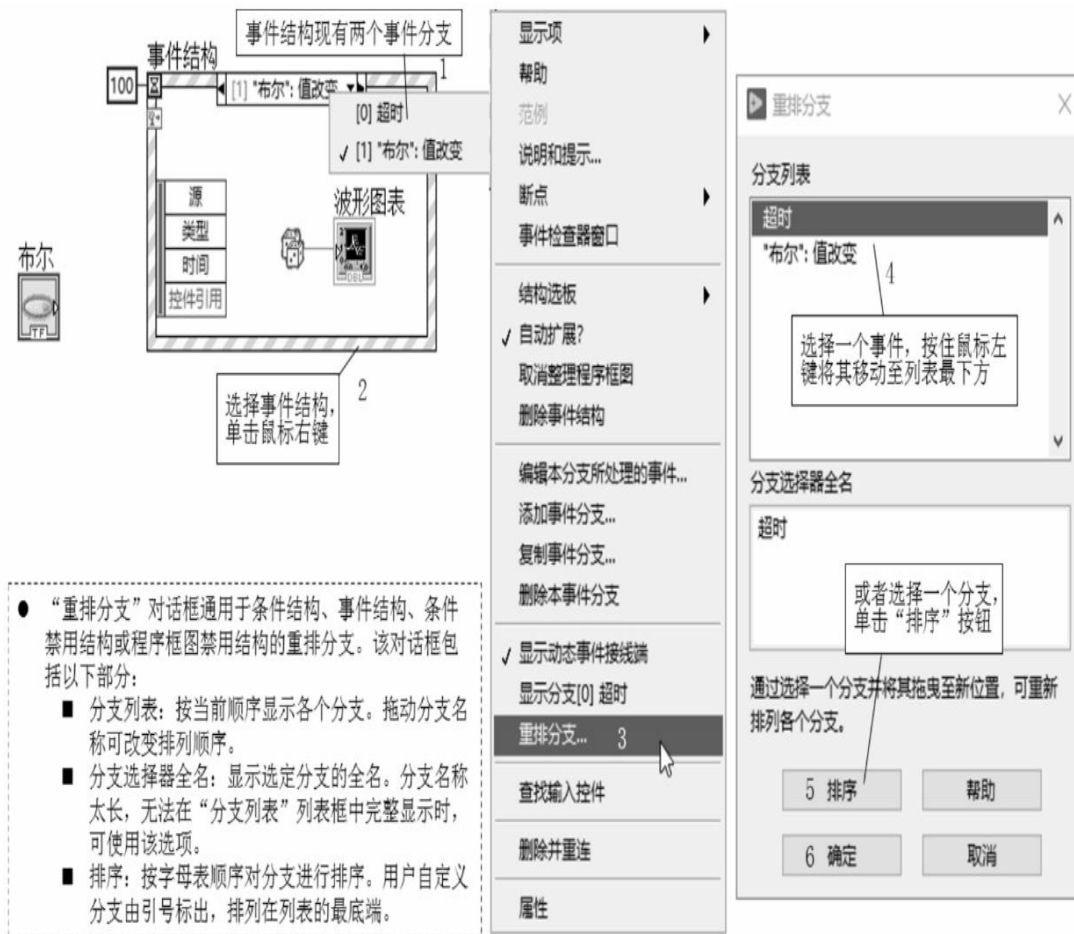 事件结构现有两个事件分支
1
事件结构
100
[1] "布尔": 值改变
[0] 超时
✓ [1] "布尔": 值改变
源
类型
时间
控件引用
波形图表
DBL
布尔
TF
2
选择事件结构，
单击鼠标右键
● “重排分支”对话框通用于条件结构、事件结构、条件
禁用结构或程序框图禁用结构的重排分支。该对话框包
括以下部分：
■ 分支列表：按当前顺序显示各个分支。拖动分支名
称可改变排列顺序。
■ 分支选择器全名：显示选定分支的全名。分支名称
太长，无法在“分支列表”列表框中完整显示时，
可使用该选项。
■ 排序：按字母表顺序对分支进行排序。用户自定义
分支由引号标出，排列在列表的最底端。
显示项
帮助
范例
说明和提示...
断点
事件检查器窗口
结构选板
✓ 自动扩展?
取消整理程序框图
删除事件结构
编辑本分支所处理的事件...
添加事件分支...
复制事件分支...
删除本事件分支
✓ 显示动态事件接线端
显示分支[0] 超时
重排分支... 3
查找输入控件
删除并重连
属性
重排分支
分支列表
超时
"布尔": 值改变
4
选择一个事件，按住鼠标左
键将其移动至列表最下方
分支选择器全名
超时
或者选择一个分支，
单击“排序”按钮
通过选择一个分支并将其拖曳至新位置，可重新
排列各个分支。
5 排序
帮助
6 确定
取消